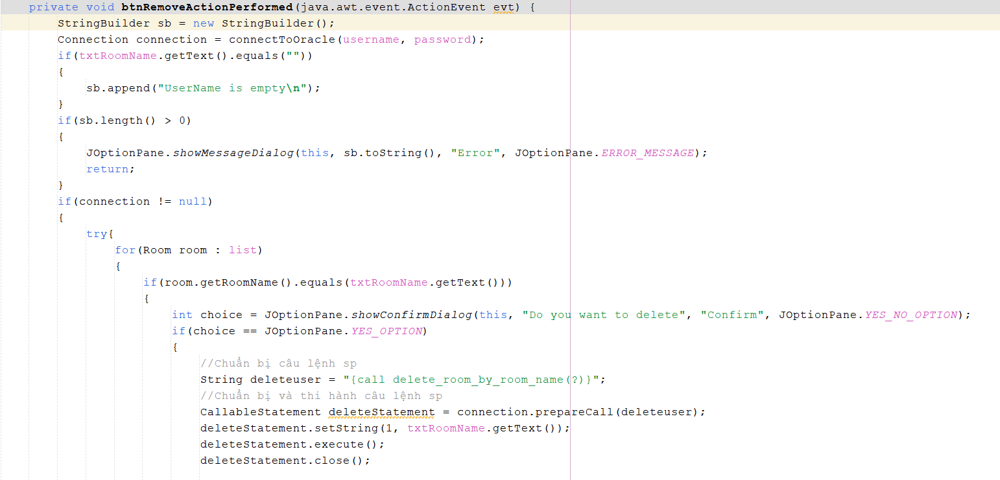 private void btnRemoveActionPerformed(java.awt.event.ActionEvent evt) {
StringBuilder sb = new StringBuilder();
Connection connection = connectToOracle(username, password);
if(txtRoomName.getText().equals(""))
{
sb.append("UserName is empty\n");
}
if(sb.length() > 0)
{
JOptionPane.showMessageDialog(this, sb.toString(), "Error", JOptionPane.ERROR_MESSAGE);
return;
}
if(connection != null)
{
try{
for(Room room : list)
{
if(room.getRoomName().equals(txtRoomName.getText()))
{
int choice = JOptionPane.showConfirmDialog(this, "Do you want to delete", "Confirm", JOptionPane.YES_NO_OPTION);
if(choice == JOptionPane.YES_OPTION)
{
//Chuẩn bị câu lệnh sp
String deleteuser = "{call delete_room_by_room_name(?)}";
//Chuẩn bị và thi hành câu lệnh sp
CallableStatement deleteStatement = connection.prepareCall(deleteuser);
deleteStatement.setString(1, txtRoomName.getText());
deleteStatement.execute();
deleteStatement.close();